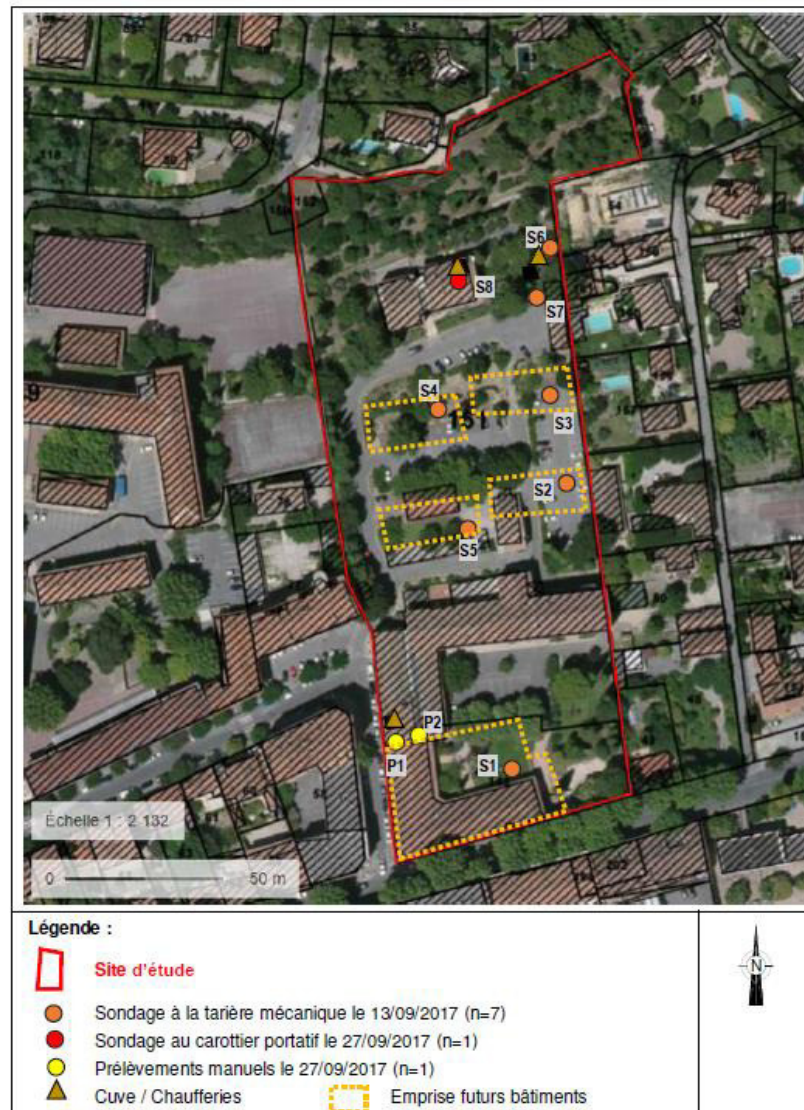 S6
S8
S7
S4
151
S3
S2
S5
9
P2
P1
S1
Échelle 1 : 2 132
0 50 m
Légende :
Site d'étude
N
Sondage à la tarière mécanique le 13/09/2017 (n=7)
Sondage au carottier portatif le 27/09/2017 (n=1)
Prélèvements manuels le 27/09/2017 (n=1)
Cuve / Chaufferies
Emprise futurs bâtiments